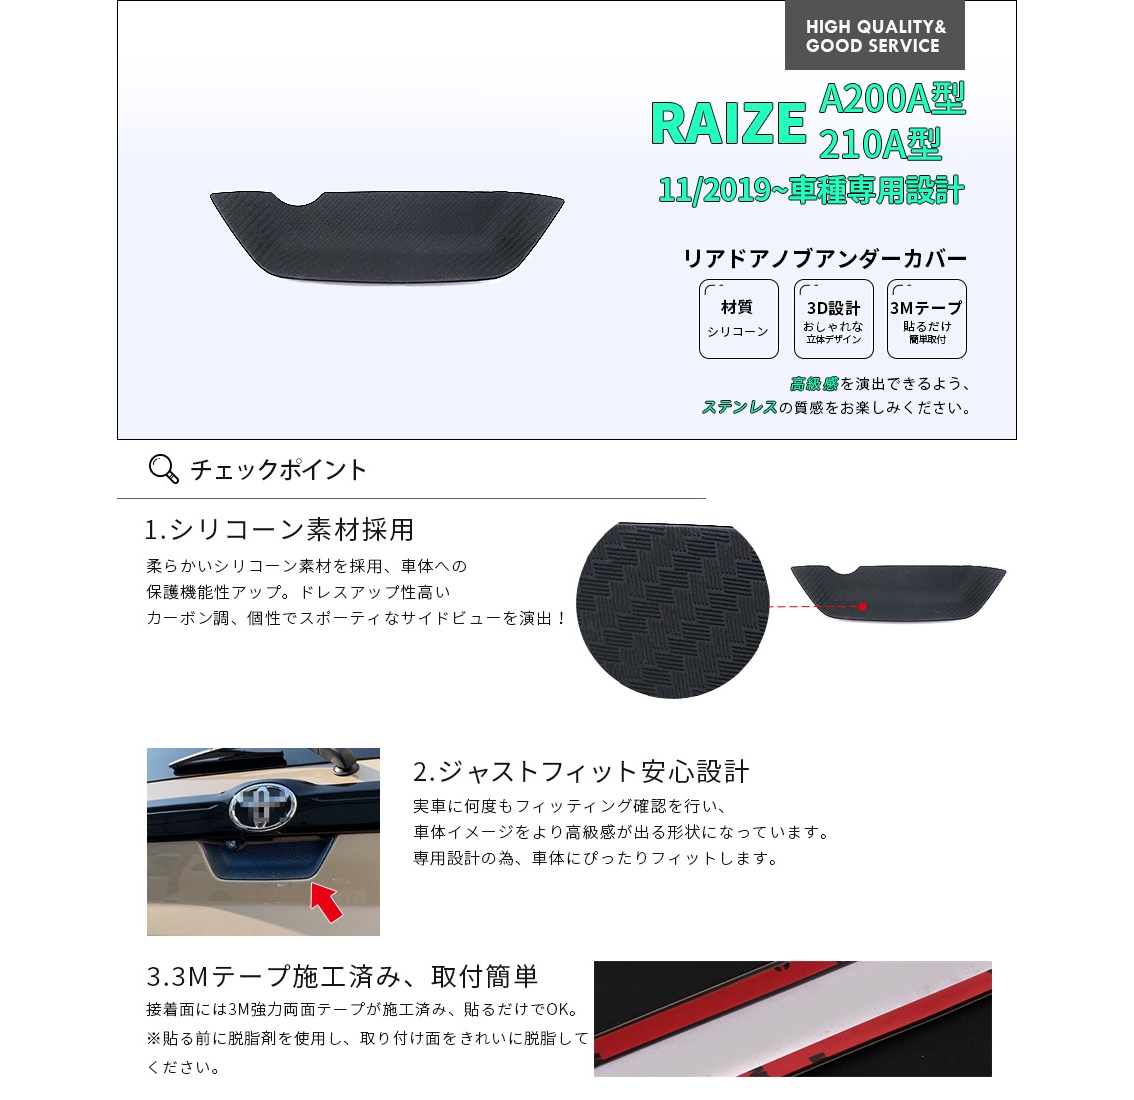 HIGH QUALITY&
GOOD SERVICE
RAIZE
A200A型
210A型
11/2019~車種専用設計
リアドアノブアンダーカバー
材質
シリコーン
3D設計
おしゃれな
立体デザイン
3Mテープ
貼るだけ
簡単取付
高級感を演出できるよう、
ステンレスの質感をお楽しみください。
チェックポイント
1.シリコーン素材採用
柔らかいシリコーン素材を採用、車体への
保護機能性アップ。ドレスアップ性高い
カーボン調、個性でスポーティなサイドビューを演出！
2.ジャストフィット安心設計
実車に何度もフィッティング確認を行い、
車体イメージをより高級感が出る形状になっています。
専用設計の為、車体にぴったりフィットします。
3.3Mテープ施工済み、取付簡単
接着面には3M強力両面テープが施工済み、貼るだけでOK。
※貼る前に脱脂剤を使用し、取り付け面をきれいに脱脂して
ください。